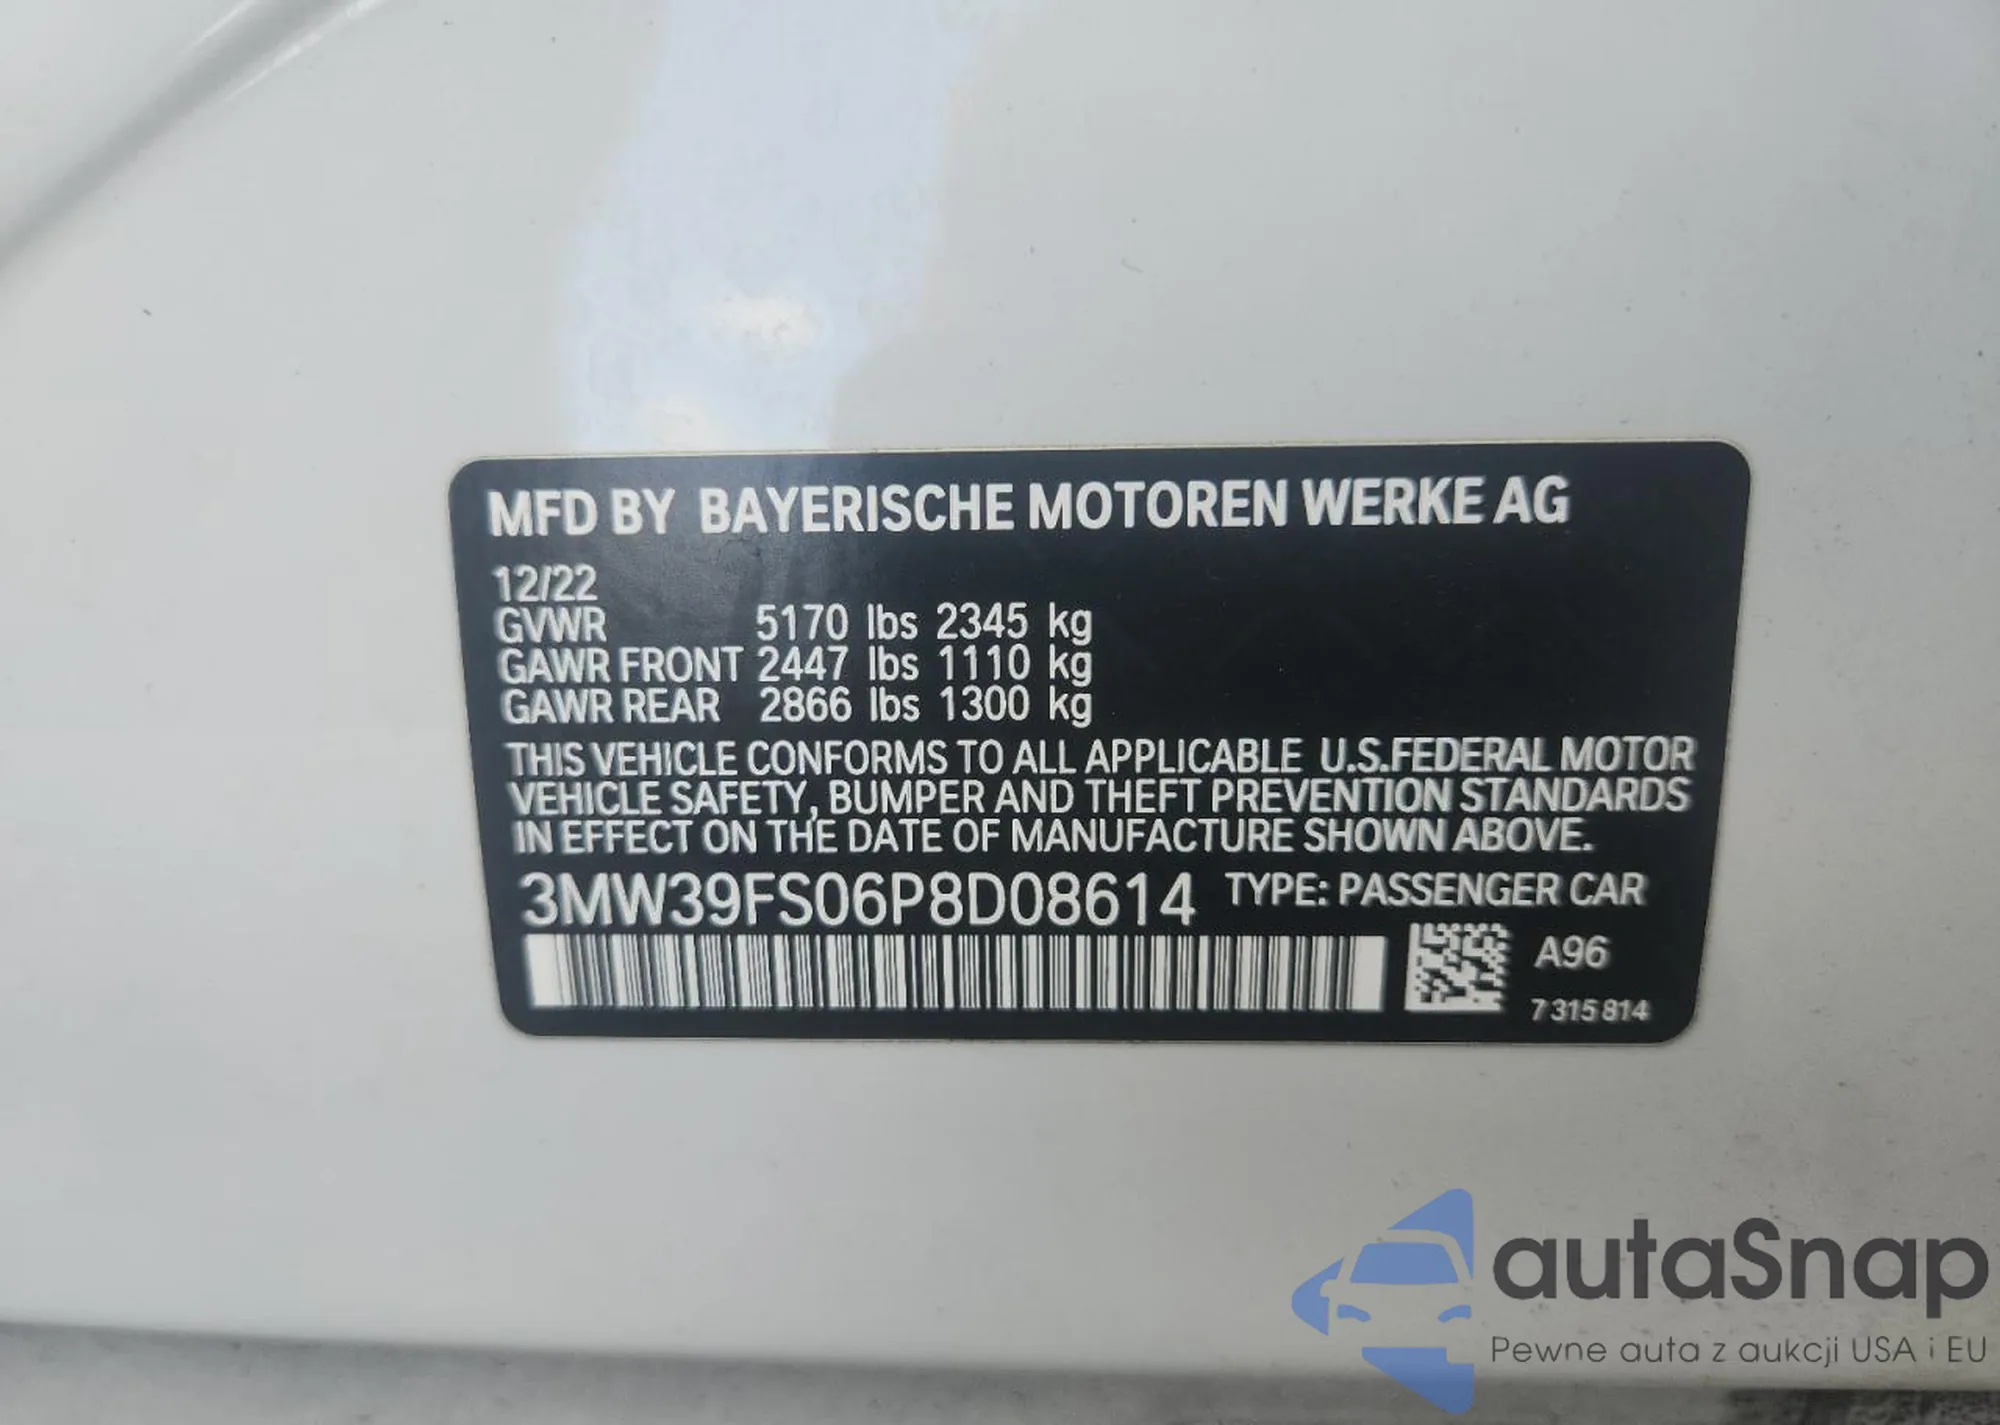 MFD BY BAYERISCHE MOTOREN WERKE AG
12/22
GVWR 5170 lbs 2345 kg
GAWR FRONT 2447 lbs 1110 kg
GAWR REAR 2866 lbs 1300 kg
THIS VEHICLE CONFORMS TO ALL APPLICABLE U.S.FEDERAL MOTOR
VEHICLE SAFETY, BUMPER AND THEFT PREVENTION STANDARDS
IN EFFECT ON THE DATE OF MANUFACTURE SHOWN ABOVE.
3MW39FS06P8D08614 TYPE: PASSENGER CAR
A96
7 315 814
autaSnap
Pewne auta z aukcji USA i EU